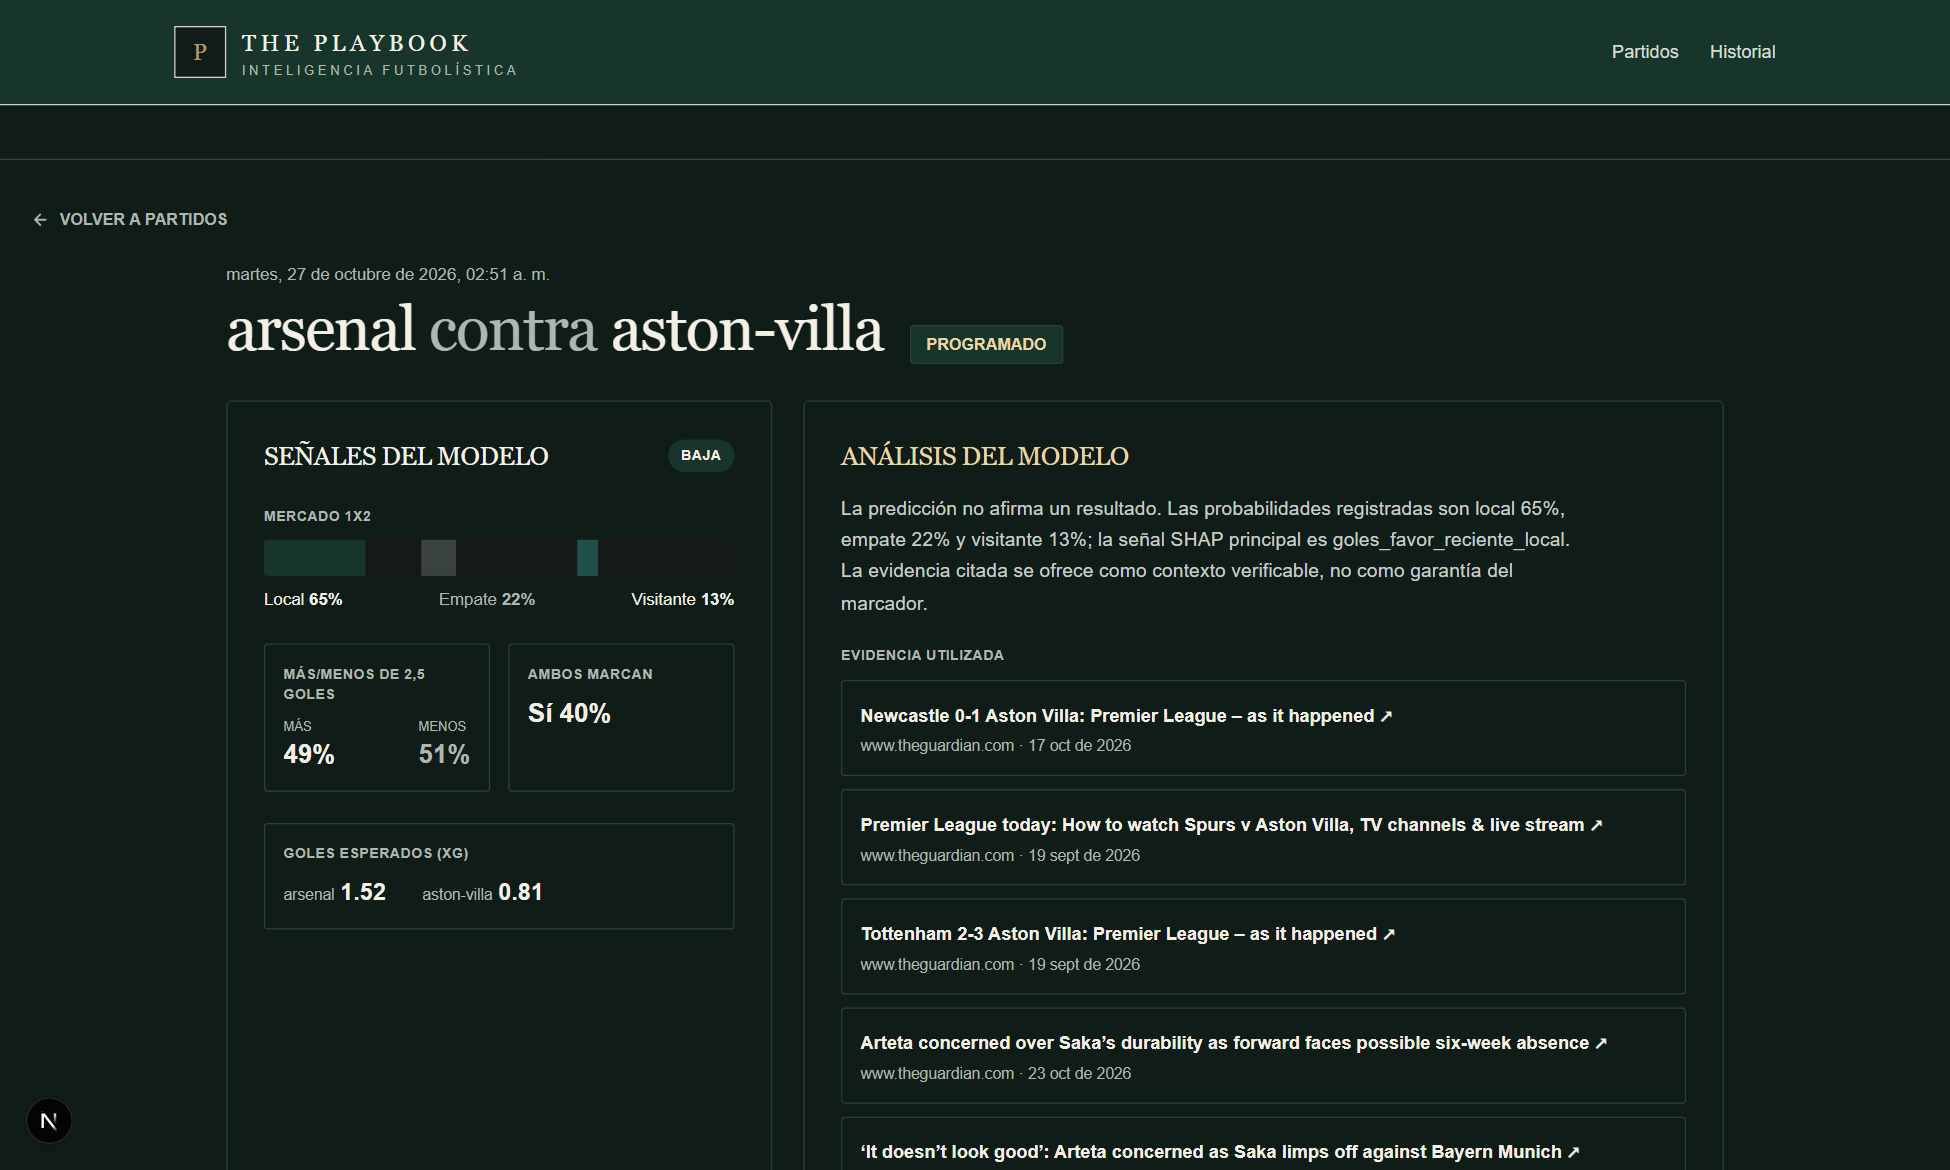 P
THE PLAYBOOK
INTELIGENCIA FUTBOLÍSTICA
Partidos
Historial
← VOLVER A PARTIDOS
martes, 27 de octubre de 2026, 02:51 a. m.
arsenal contra aston-villa
PROGRAMADO
SEÑALES DEL MODELO
BAJA
MERCADO 1X2
Local 65%
Empate 22%
Visitante 13%
MÁS/MENOS DE 2,5
GOLES
MÁS
MENOS
49%
51%
AMBOS MARCAN
Sí 40%
GOLES ESPERADOS (XG)
arsenal 1.52
aston-villa 0.81
ANÁLISIS DEL MODELO
La predicción no afirma un resultado. Las probabilidades registradas son local 65%,
empate 22% y visitante 13%; la señal SHAP principal es goles_favor_reciente_local.
La evidencia citada se ofrece como contexto verificable, no como garantía del
marcador.
EVIDENCIA UTILIZADA
Newcastle 0-1 Aston Villa: Premier League – as it happened ↗
www.theguardian.com · 17 oct de 2026
Premier League today: How to watch Spurs v Aston Villa, TV channels & live stream ↗
www.theguardian.com · 19 sept de 2026
Tottenham 2-3 Aston Villa: Premier League – as it happened ↗
www.theguardian.com · 19 sept de 2026
Arteta concerned over Saka’s durability as forward faces possible six-week absence ↗
www.theguardian.com · 23 oct de 2026
‘It doesn’t look good’: Arteta concerned as Saka limps off against Bayern Munich ↗
N